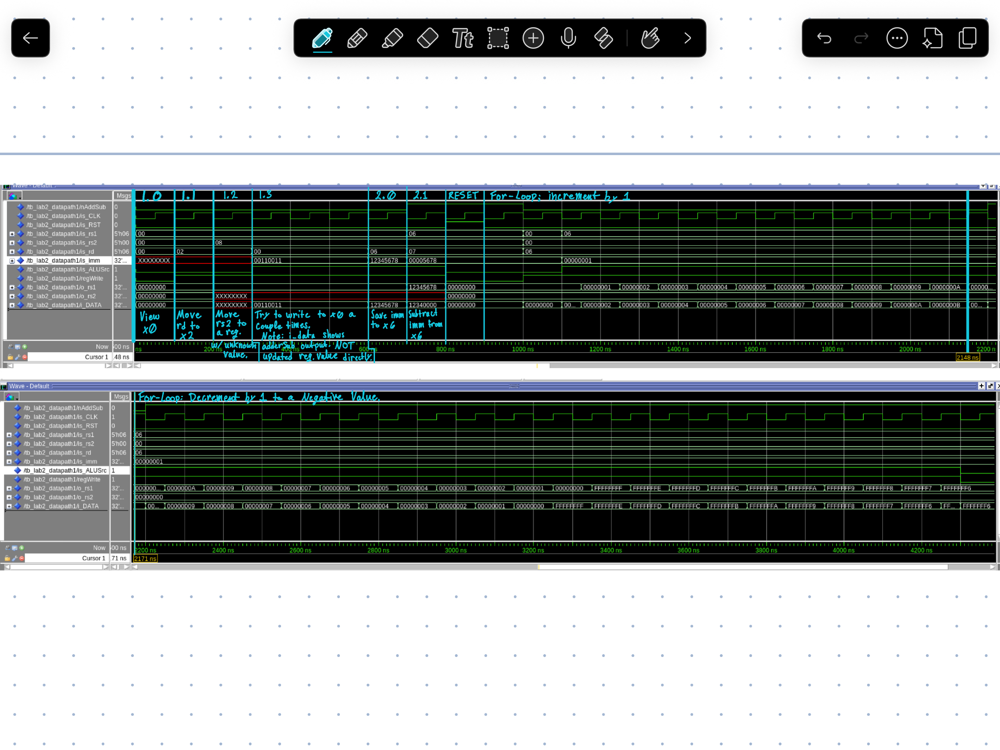 Tt
Wave - Default
Msgs
1.0 1.1 1.2 1.3 2.0 2.1 RESET For-Loop; increment by 1
/tb_lab2_datapath1/nAddSub 0
/tb_lab2_datapath1/is_CLK 0
/tb_lab2_datapath1/is_RST 0
/tb_lab2_datapath1/is_rs1 5'h06 00 06 00 06
/tb_lab2_datapath1/is_rs2 5'h00 00 08 00
/tb_lab2_datapath1/is_rd 5'h06 00 02 00 06 07 06
/tb_lab2_datapath1/is_imm 32'... XXXXXXXX 00110011 12345678 00005678 00000001
/tb_lab2_datapath1/is_ALUSrc 1
/tb_lab2_datapath1/regWrite 1
/tb_lab2_datapath1/o_rs1 32'... 00000000 12345678 00000000 00000001 00000002 00000003 00000004 00000005 00000006 00000007 00000008 00000009 0000000A 00000...
/tb_lab2_datapath1/o_rs2 32'... 00000000 XXXXXXXX 00000000
/tb_lab2_datapath1/i_DATA 32'... 00000000 XXXXXXXX 00110011 12345678 12340000 00000000 00000000 00... 00000002 00000003 00000004 00000005 00000006 00000007 00000008 00000009 0000000A 0000000B 00...
View
x0
Move
rd to
x2
Move
rs2 to
a reg.
w/ unknown
value.
Try to write to x0 a
couple times.
Note: i_data shows
adderSub output. NOT
updated reg. value directly.
Save imm
to x6
Subtract
imm from
x6
Now 00 ns ns 200 ns 400 ns 600 ns 800 ns 1000 ns 1200 ns 1400 ns 1600 ns 1800 ns 2000 ns 2200 n
Cursor 1 .48 ns 2148 ns
Wave - Default
Msgs For-Loop: Decrement by 1 to a Negative Value.
/tb_lab2_datapath1/nAddSub 0
/tb_lab2_datapath1/is_CLK 1
/tb_lab2_datapath1/is_RST 0
/tb_lab2_datapath1/is_rs1 5'h06 06
/tb_lab2_datapath1/is_rs2 5'h00 00
/tb_lab2_datapath1/is_rd 5'h06 06
/tb_lab2_datapath1/is_imm 32'... 00000001
/tb_lab2_datapath1/is_ALUSrc 1
/tb_lab2_datapath1/regWrite 1
/tb_lab2_datapath1/o_rs1 32'... 000000... 0000000A 00000009 00000008 00000007 00000006 00000005 00000004 00000003 00000002 00000001 00000000 FFFFFFFF FFFFFFFE FFFFFFFD FFFFFFFC FFFFFFFB FFFFFFFA FFFFFFF9 FFFFFFF8 FFFFFFF7 FFFFFFF6
/tb_lab2_datapath1/o_rs2 32'... 00000000
/tb_lab2_datapath1/i_DATA 32'... 00... 00000009 00000008 00000007 00000006 00000005 00000004 00000003 00000002 00000001 00000000 FFFFFFFF FFFFFFFE FFFFFFFD FFFFFFFC FFFFFFFB FFFFFFFA FFFFFFF9 FFFFFFF8 FFFFFFF7 FFFFFFF6 FF... FFFFFFF6
Now 00 ns 2200 ns 2400 ns 2600 ns 2800 ns 3000 ns 3200 ns 3400 ns 3600 ns 3800 ns 4000 ns 4200 ns
Cursor 1 .71 ns 2171 ns